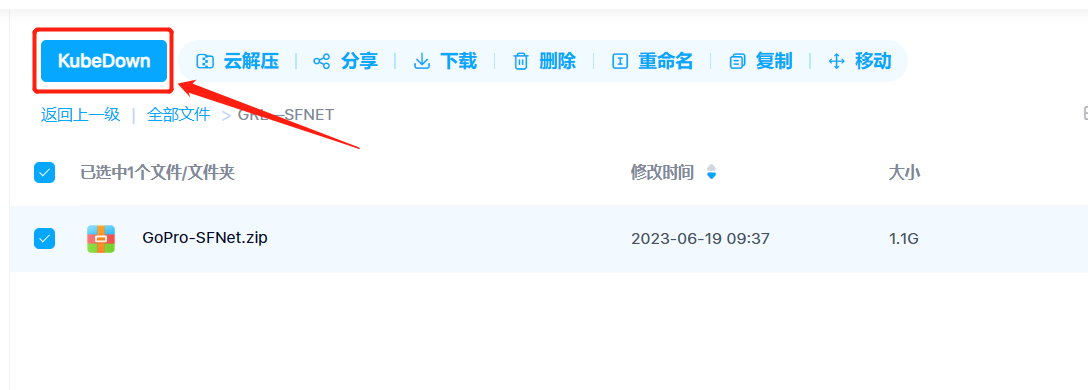 KubeDown 云解压 | 分享 | 下载 | 删除 | 重命名 | 复制 | 移动
返回上一级 | 全部文件 > SFNET
已选中1个文件/文件夹 修改时间 大小
GoPro-SFNet.zip 2023-06-19 09:37 1.1G